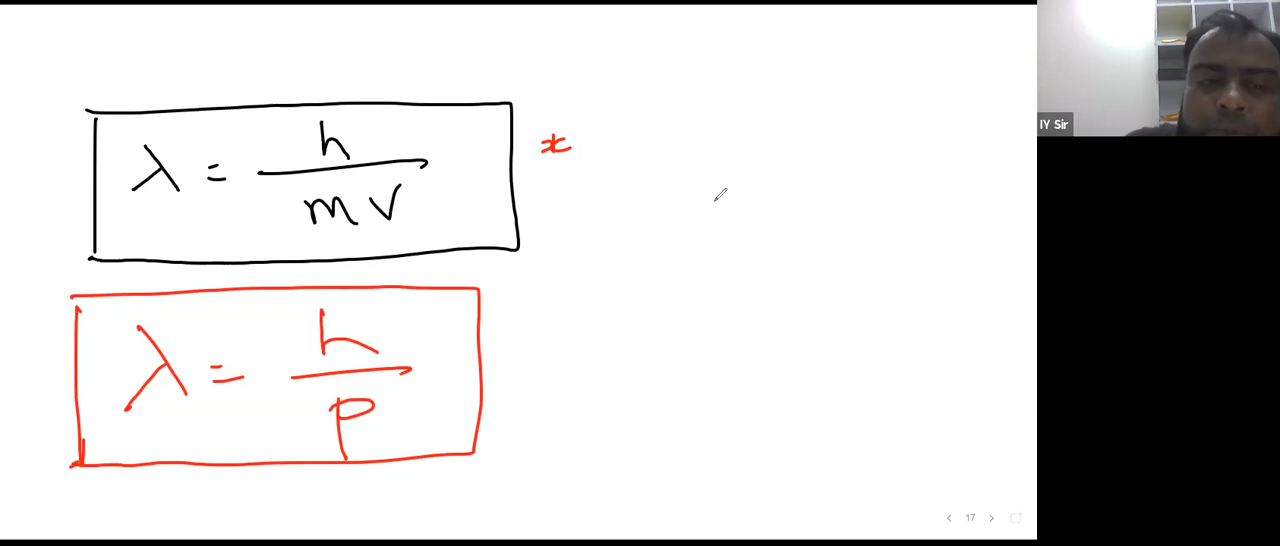 λ = h / mv *
λ = h / p
IY Sir
17